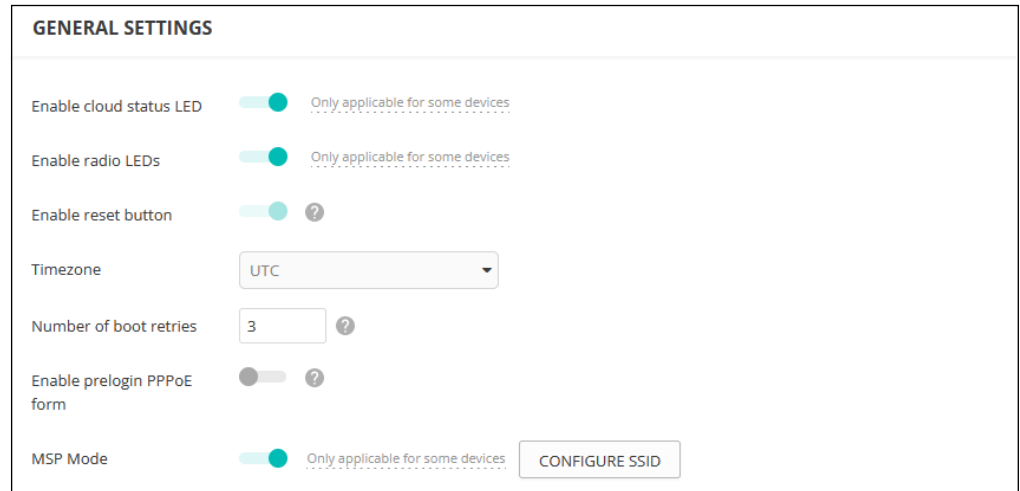 GENERAL SETTINGS
Enable cloud status LED
Only applicable for some devices
Enable radio LEDs
Only applicable for some devices
Enable reset button
?
Timezone
UTC
Number of boot retries
3
?
Enable prelogin PPPoE
form
?
MSP Mode
Only applicable for some devices
CONFIGURE SSID